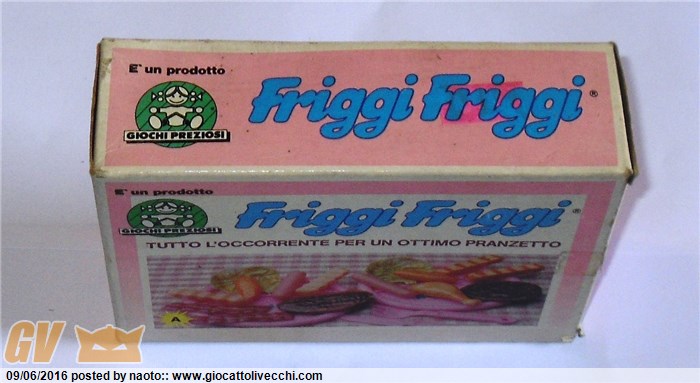 E' un prodotto
Friggi Friggi ®
GIOCHI PREZIOSI
E' un prodotto
Friggi Friggi ®
GIOCHI PREZIOSI
TUTTO L'OCCORRENTE PER UN OTTIMO PRANZETTO
A
GV
09/06/2016 posted by naoto:: www.giocattolivecchi.com